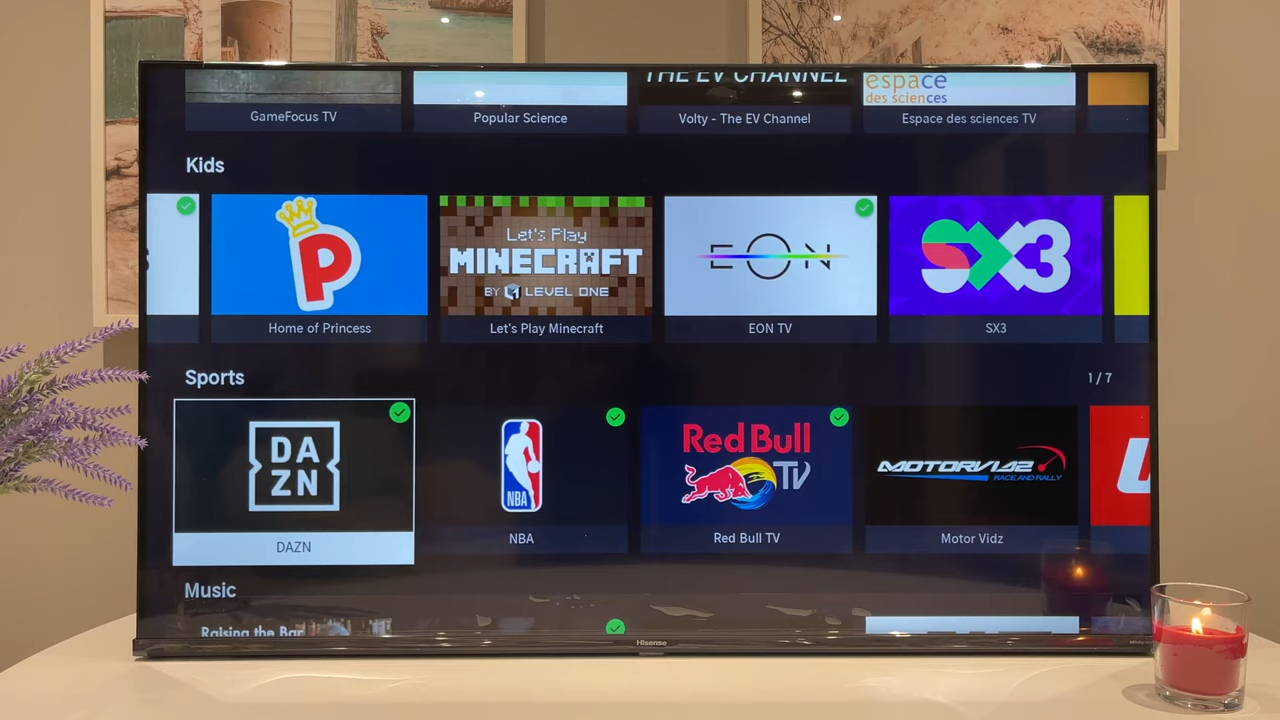 THE EV CHANNEL
espace
des sciences
GameFocus TV
Popular Science
Volty - The EV Channel
Espace des sciences TV
Kids
P
Let's Play
MINECRAFT
BY LEVEL ONE
EON
SX3
Home of Princess
Let's Play Minecraft
EON TV
SX3
Sports
1 / 7
DA
ZN
NBA
Red Bull
TV
MOTORVIDZ
RACE AND RALLY
DAZN
NBA
Red Bull TV
Motor Vidz
Music
Raising the Bar
Hisense